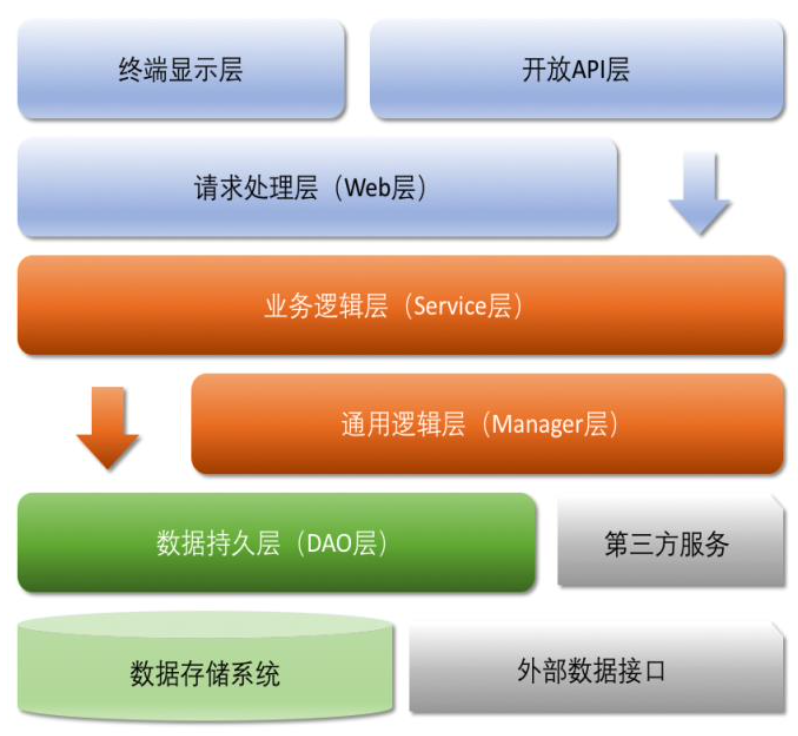 终端显示层
开放API层
请求处理层（Web层）
业务逻辑层（Service层）
通用逻辑层（Manager层）
数据持久层（DAO层）
第三方服务
数据存储系统
外部数据接口